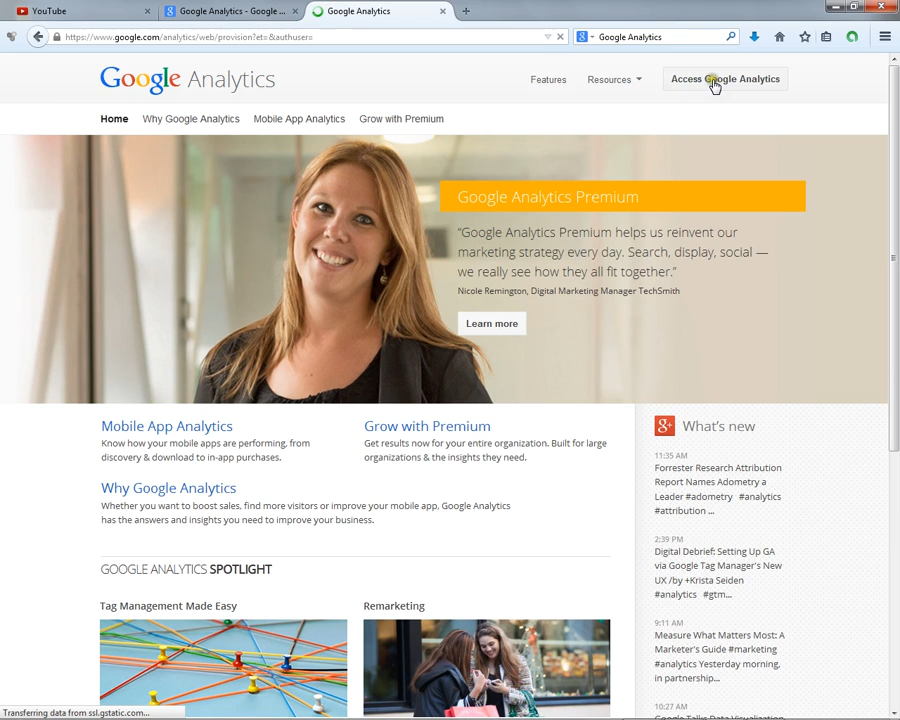 YouTube
Google Analytics - Google ...
Google Analytics
https://www.google.com/analytics/web/provision?et=&authuser=
Google Analytics
Google Analytics
Features
Resources
Access Google Analytics
Home
Why Google Analytics
Mobile App Analytics
Grow with Premium
Google Analytics Premium
“Google Analytics Premium helps us reinvent our
marketing strategy every day. Search, display, social —
we really see how they all fit together.”
Nicole Remington, Digital Marketing Manager TechSmith
Learn more
Mobile App Analytics
Know how your mobile apps are performing, from
discovery & download to in-app purchases.
Grow with Premium
Get results now for your entire organization. Built for large
organizations & the insights they need.
Why Google Analytics
Whether you want to boost sales, find more visitors or improve your mobile app, Google Analytics
has the answers and insights you need to improve your business.
GOOGLE ANALYTICS SPOTLIGHT
Tag Management Made Easy
Remarketing
g+ What's new
11:35 AM
Forrester Research Attribution
Report Names Adometry a
Leader #adometry #analytics
#attribution ...
2:39 PM
Digital Debrief: Setting Up GA
via Google Tag Manager's New
UX /by +Krista Seiden
#analytics #gtm...
9:11 AM
Measure What Matters Most: A
Marketer's Guide #marketing
#analytics Yesterday morning,
in partnership...
10:27 AM
Google Talks Data Visualization
Transferring data from ssl.gstatic.com...